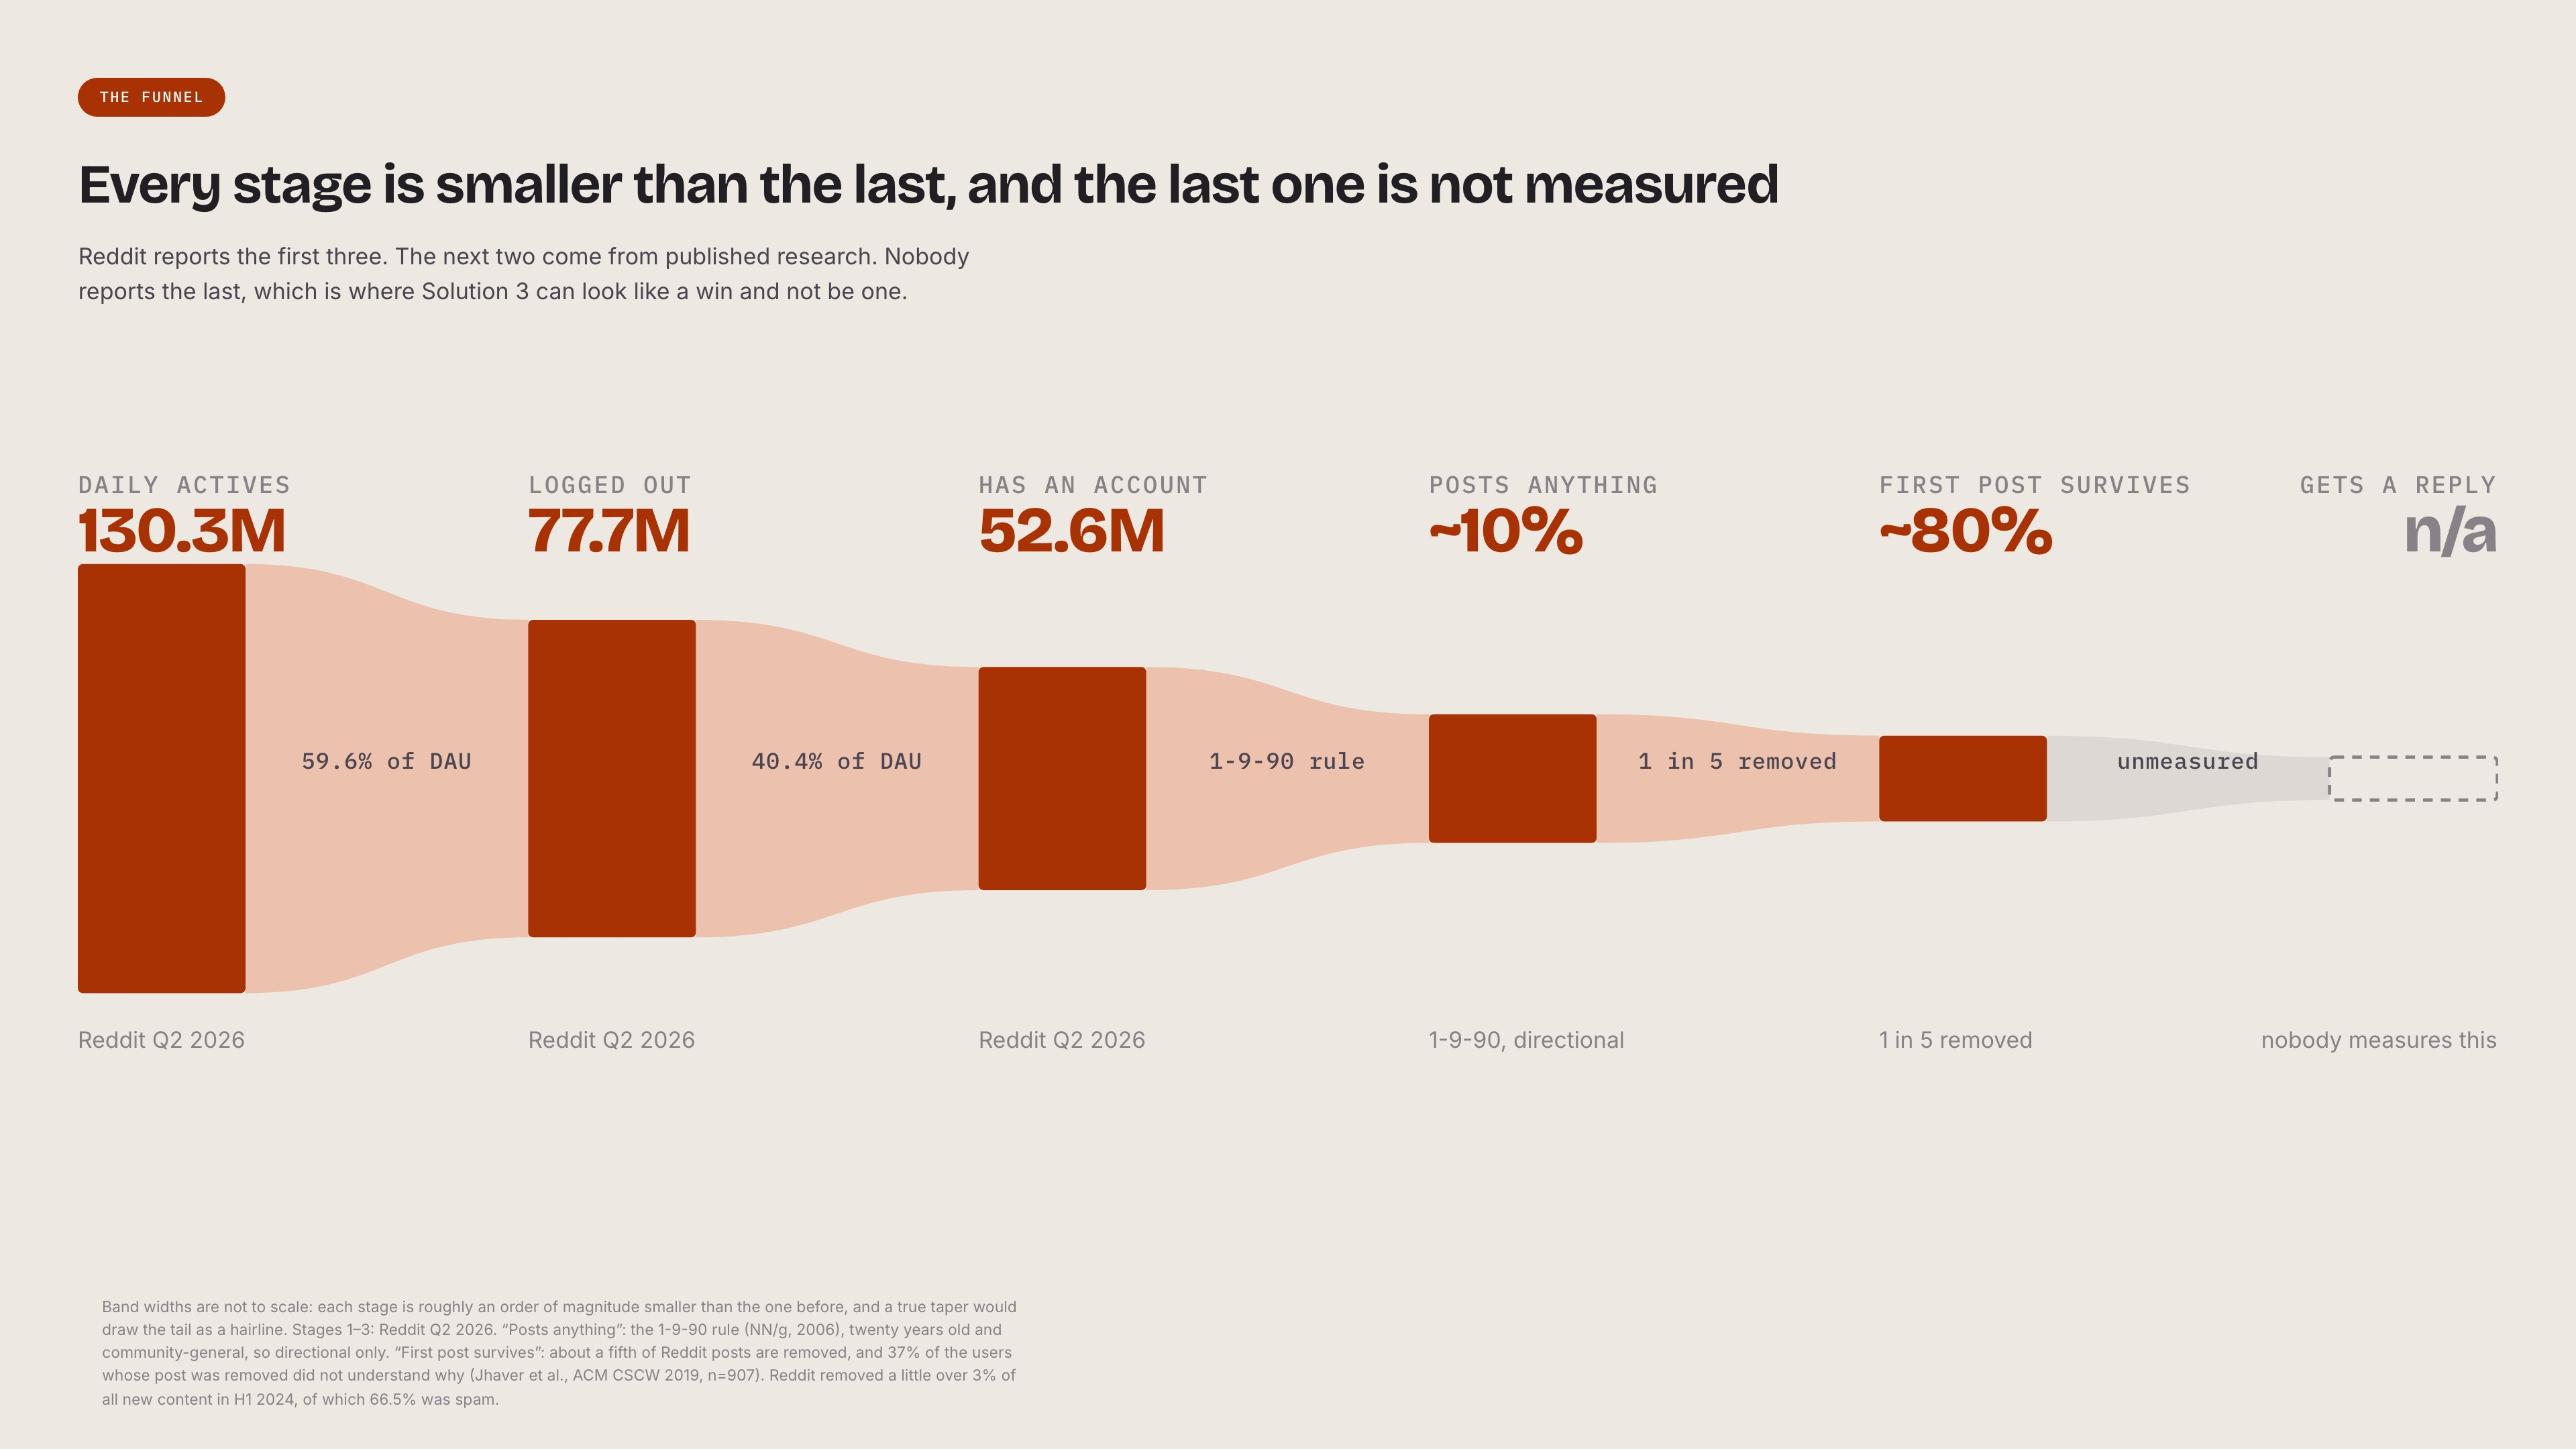 THE FUNNEL
Every stage is smaller than the last, and the last one is not measured
Reddit reports the first three. The next two come from published research. Nobody
reports the last, which is where Solution 3 can look like a win and not be one.
DAILY ACTIVES
130.3M
LOGGED OUT
77.7M
HAS AN ACCOUNT
52.6M
POSTS ANYTHING
~10%
FIRST POST SURVIVES
~80%
GETS A REPLY
n/a
59.6% of DAU
40.4% of DAU
1-9-90 rule
1 in 5 removed
unmeasured
Reddit Q2 2026
Reddit Q2 2026
Reddit Q2 2026
1-9-90, directional
1 in 5 removed
nobody measures this
Band widths are not to scale: each stage is roughly an order of magnitude smaller than the one before, and a true taper would
draw the tail as a hairline. Stages 1–3: Reddit Q2 2026. “Posts anything”: the 1-9-90 rule (NN/g, 2006), twenty years old and
community-general, so directional only. “First post survives”: about a fifth of Reddit posts are removed, and 37% of the users
whose post was removed did not understand why (Jhaver et al., ACM CSCW 2019, n=907). Reddit removed a little over 3% of
all new content in H1 2024, of which 66.5% was spam.